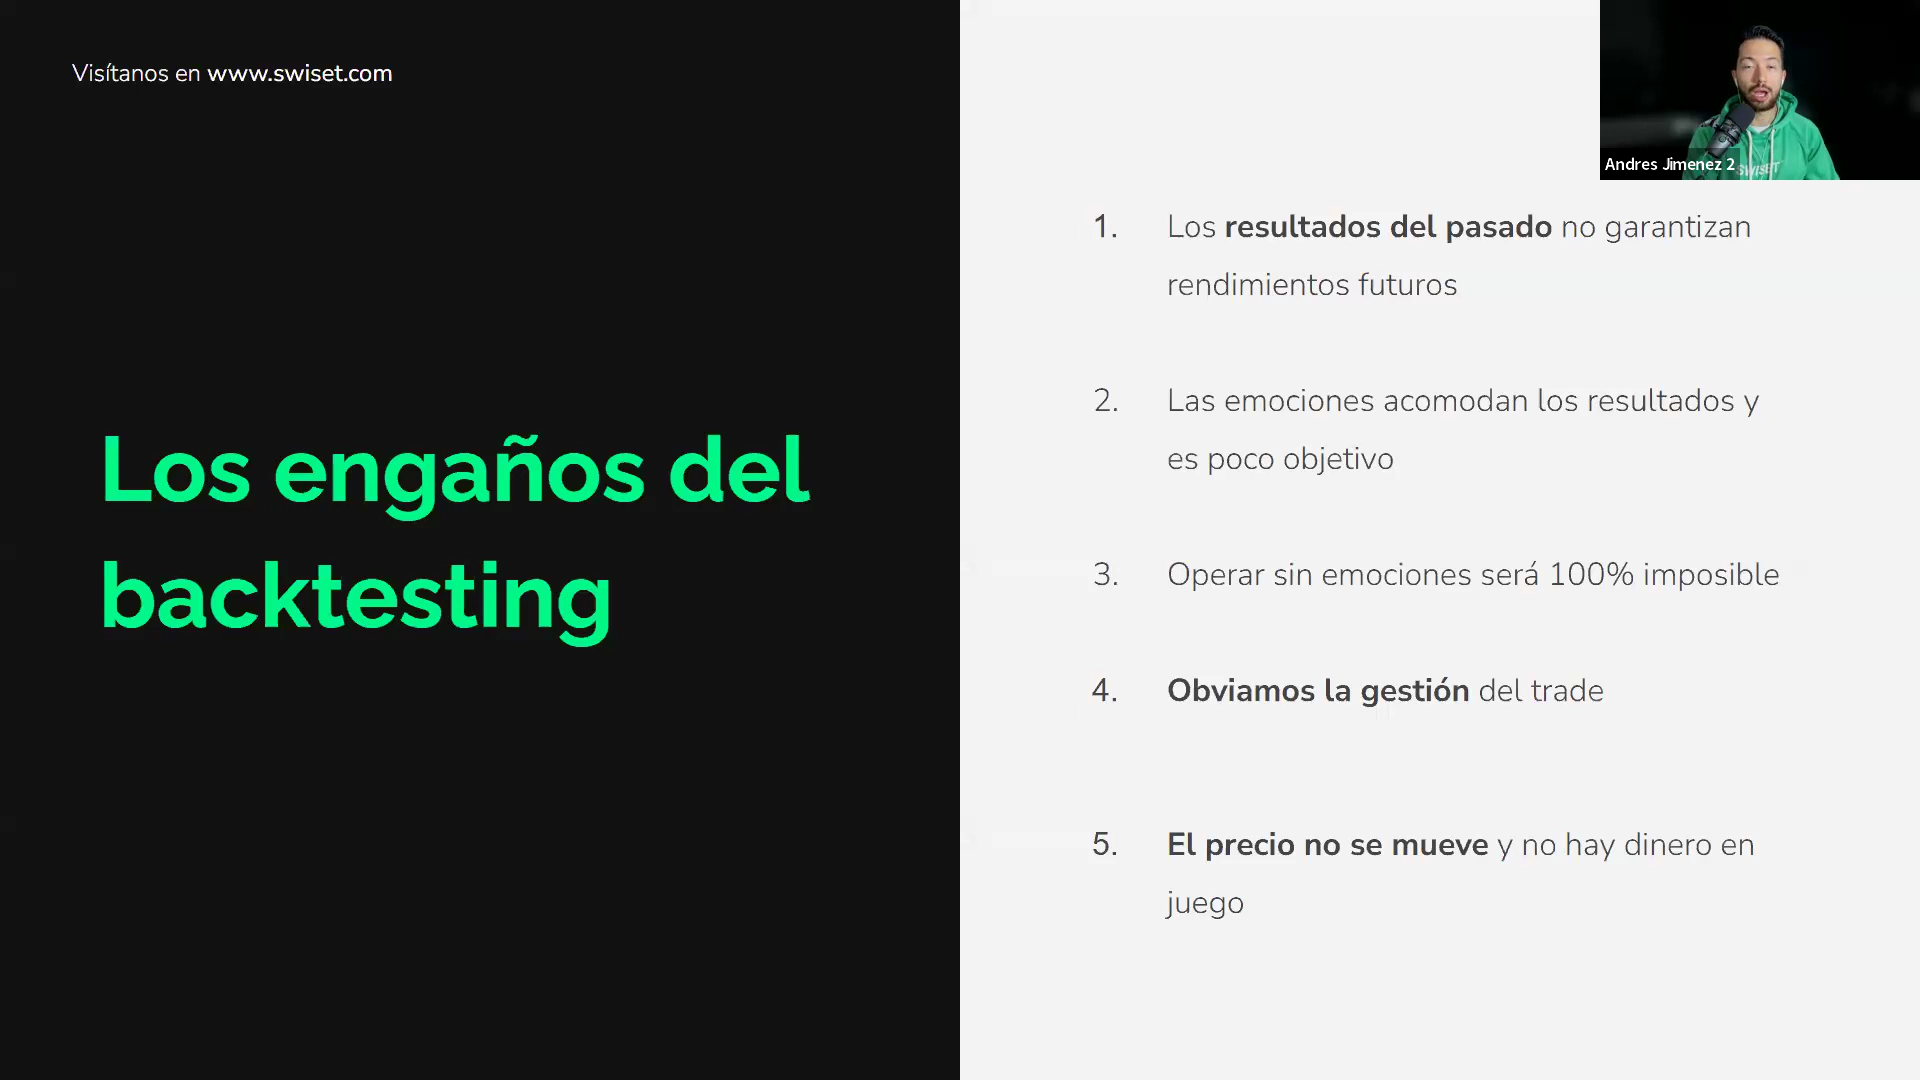 Visítanos en www.swiset.com
Andres Jimenez 2
SWISET
Los engaños del
backtesting
1. Los resultados del pasado no garantizan
rendimientos futuros
2. Las emociones acomodan los resultados y
es poco objetivo
3. Operar sin emociones será 100% imposible
4. Obviamos la gestión del trade
5. El precio no se mueve y no hay dinero en
juego